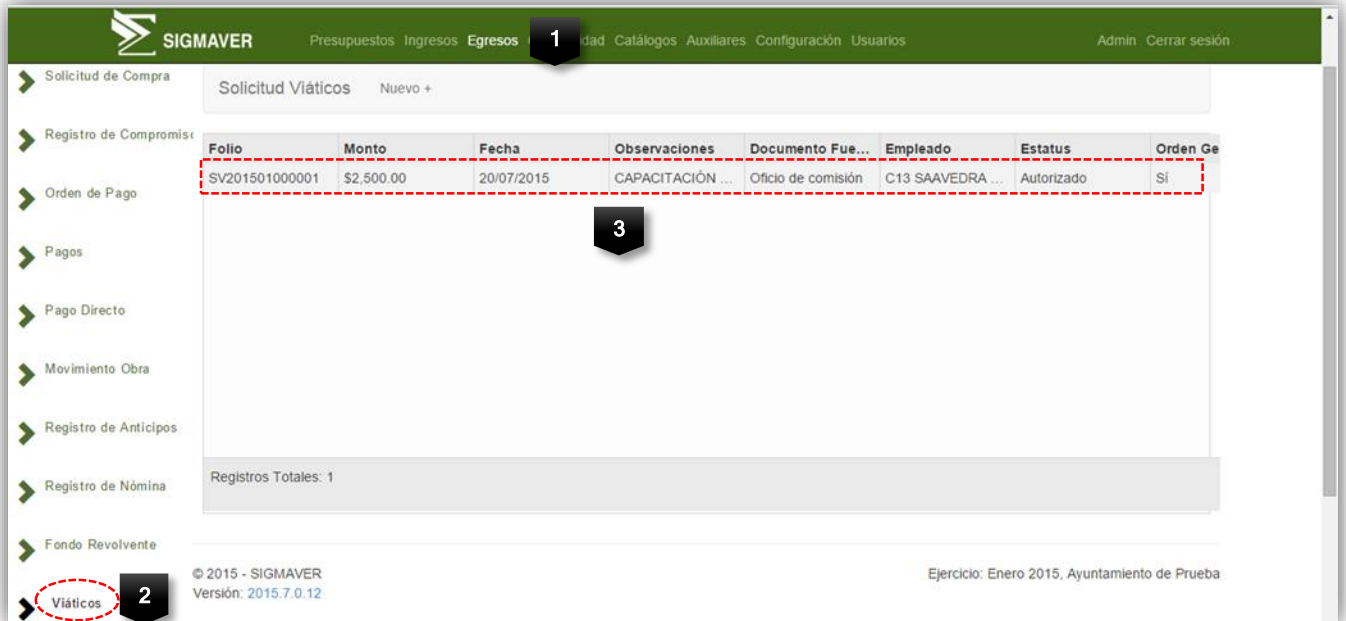 SIGMAVER
Presupuestos Ingresos Egresos dad Catálogos Auxiliares Configuración Usuarios Admin Cerrar sesión
1
Solicitud de Compra
Solicitud Viáticos Nuevo +
Registro de Compromiso
Folio Monto Fecha Observaciones Documento Fue... Empleado Estatus Orden Ge
SV201501000001 $2,500.00 20/07/2015 CAPACITACIÓN ... Oficio de comisión C13 SAAVEDRA ... Autorizado Sí
Orden de Pago
3
Pagos
Pago Directo
Movimiento Obra
Registro de Anticipos
Registros Totales: 1
Registro de Nómina
Fondo Revolvente
© 2015 - SIGMAVER Ejercicio: Enero 2015, Ayuntamiento de Prueba
Versión: 2015.7.0.12
Viáticos 2